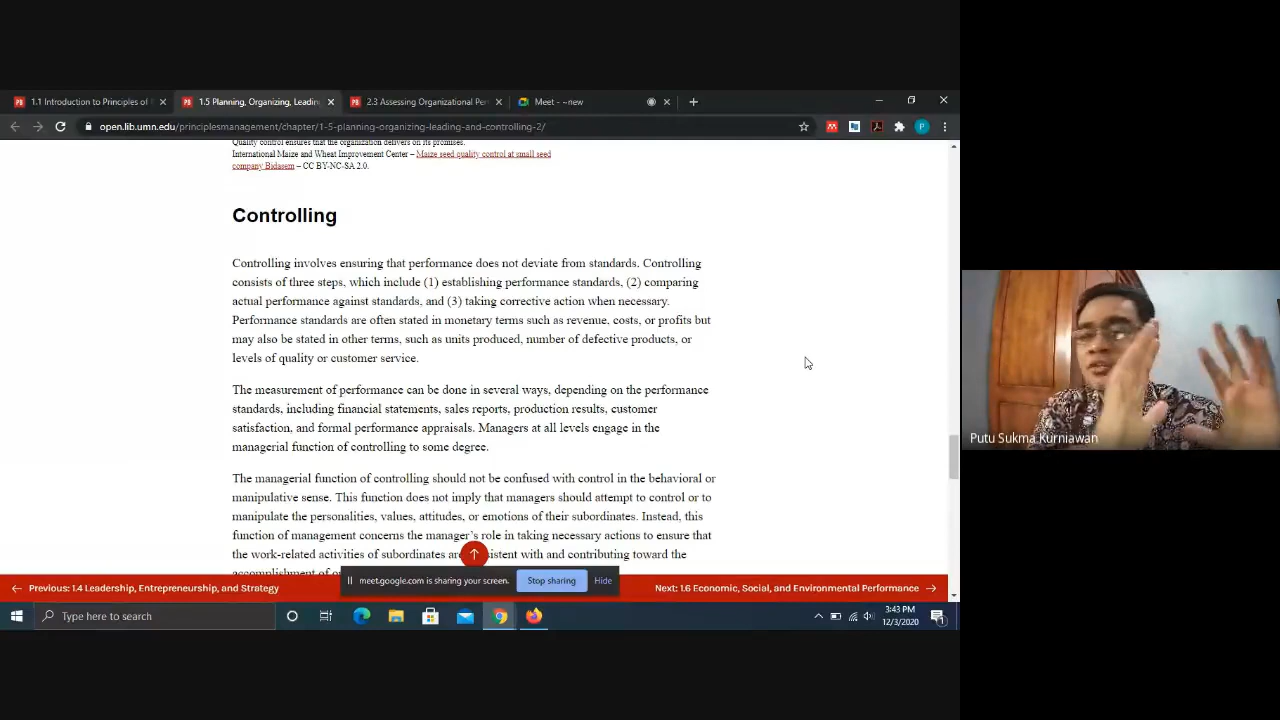 1.1 Introduction to Principles of
1.5 Planning, Organizing, Leadin
2.3 Assessing Organizational Per
Meet - ~new
open.lib.umn.edu/principlesmanagement/chapter/1-5-planning-organizing-leading-and-controlling-2/
P
Quality control ensures that the organization delivers on its promises.
International Maize and Wheat Improvement Center – Maize seed quality control at small seed
company Bidasem – CC BY-NC-SA 2.0.
Controlling
Controlling involves ensuring that performance does not deviate from standards. Controlling
consists of three steps, which include (1) establishing performance standards, (2) comparing
actual performance against standards, and (3) taking corrective action when necessary.
Performance standards are often stated in monetary terms such as revenue, costs, or profits but
may also be stated in other terms, such as units produced, number of defective products, or
levels of quality or customer service.
The measurement of performance can be done in several ways, depending on the performance
standards, including financial statements, sales reports, production results, customer
satisfaction, and formal performance appraisals. Managers at all levels engage in the
managerial function of controlling to some degree.
The managerial function of controlling should not be confused with control in the behavioral or
manipulative sense. This function does not imply that managers should attempt to control or to
manipulate the personalities, values, attitudes, or emotions of their subordinates. Instead, this
function of management concerns the manager's role in taking necessary actions to ensure that
the work-related activities of subordinates are consistent with and contributing toward the
accomplishment of
meet.google.com is sharing your screen.
Stop sharing
Hide
Previous: 1.4 Leadership, Entrepreneurship, and Strategy
Next: 1.6 Economic, Social, and Environmental Performance
Type here to search
3:43 PM
12/3/2020
1
Putu Sukma Kurniawan